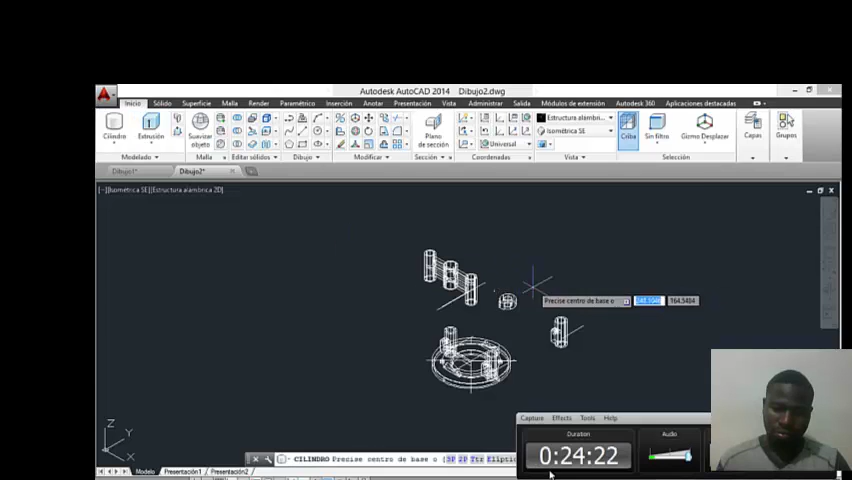 Autodesk AutoCAD 2014 Dibujo2.dwg
Inicio Sólido Superficie Malla Render Paramétrico Inserción Anotar Presentación Vista Administrar Salida Módulos de extensión Autodesk 360 Aplicaciones destacadas
Estructura alámbri...
Isométrica SE
Universal
Cilindro Extrusión Suavizar objeto Plano de sección Criba Sin filtro Gizmo Desplazar Capas Grupos
Modelado Malla Editar sólidos Dibujo Modificar Sección Coordenadas Vista Selección
Dibujo1* Dibujo2*
[−][Isométrica SE][Estructura alámbrica 2D]
Precise centro de base o 164.5484
Z
Y
X
Capture Effects Tools Help
Duration Audio
0:24:22
CILINDRO Precise centro de base o [3P 2P Ttr Elíptic
Modelo Presentación1 Presentación2